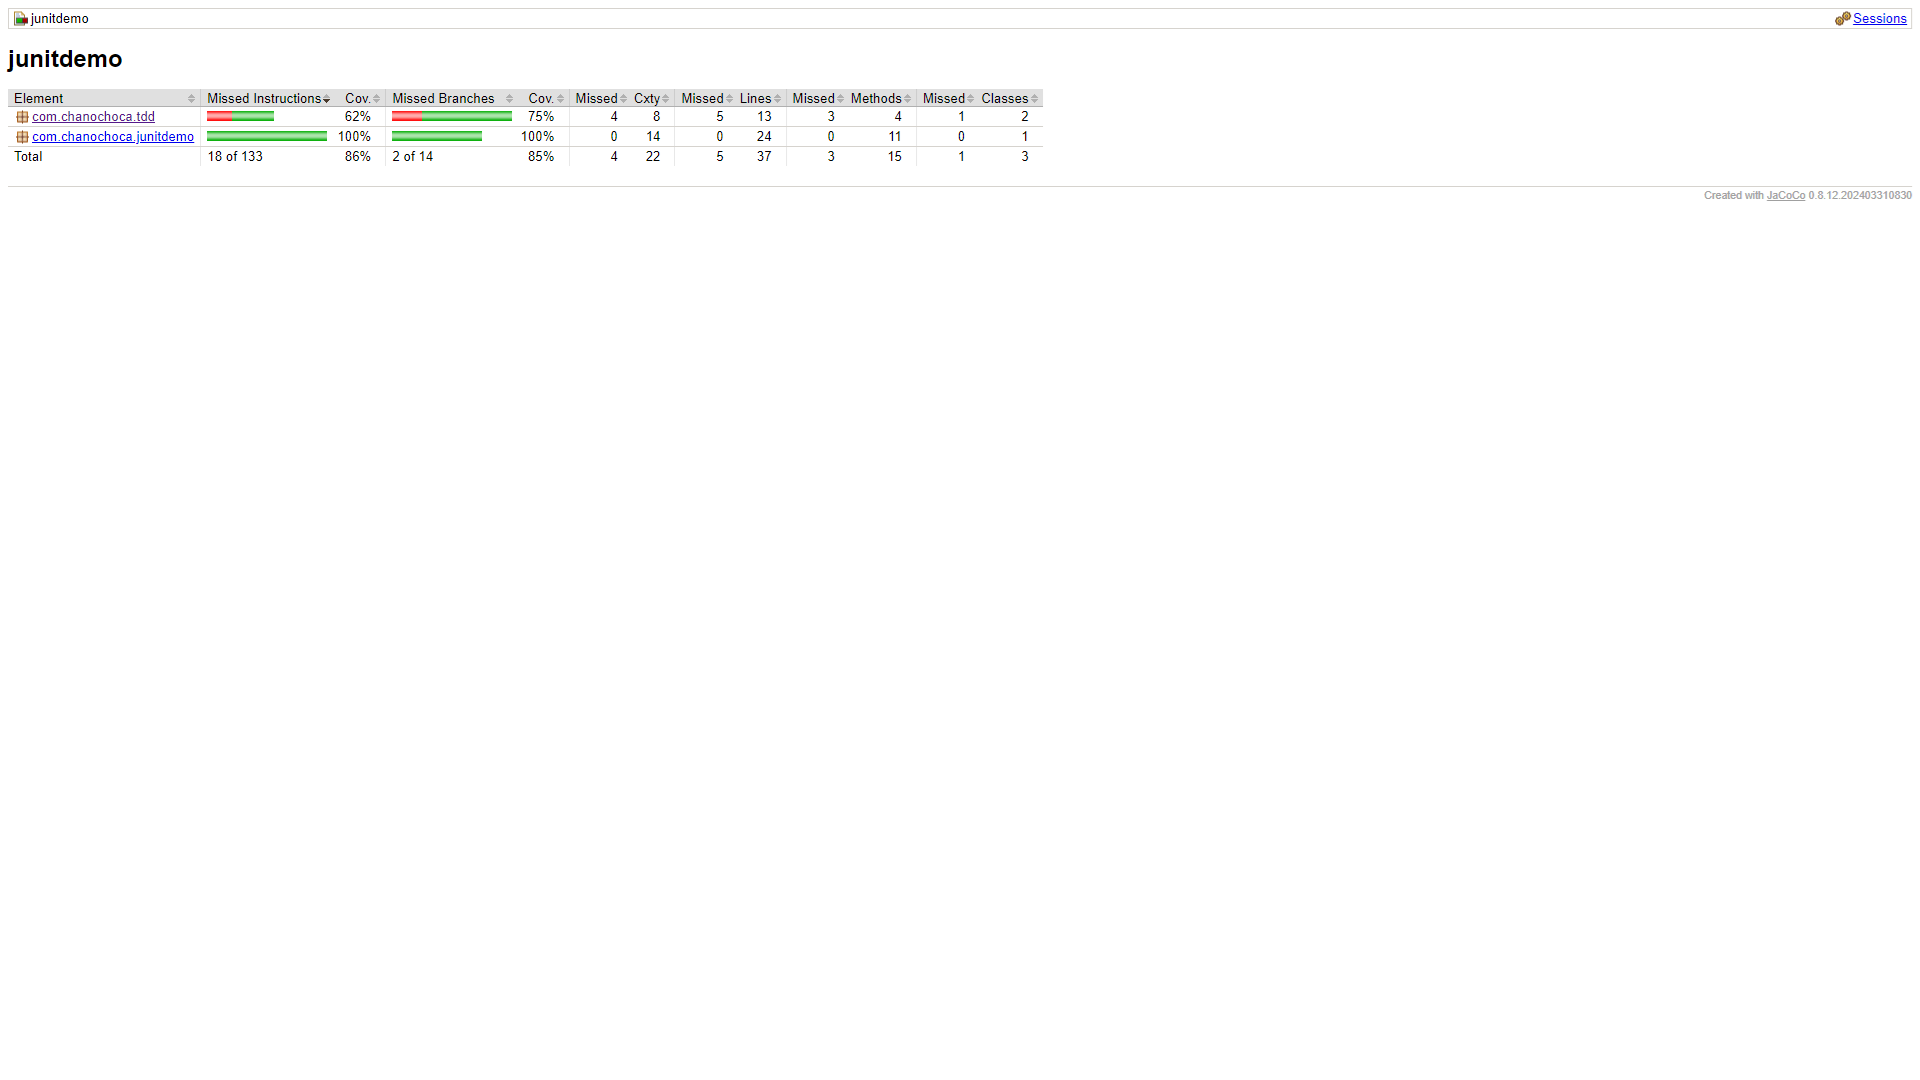 junitdemo Sessions
junitdemo
Element Missed Instructions Cov. Missed Branches Cov. Missed Cxty Missed Lines Missed Methods Missed Classes
com.chanochoca.tdd 62% 75% 4 8 5 13 3 4 1 2
com.chanochoca.junitdemo 100% 100% 0 14 0 24 0 11 0 1
Total 18 of 133 86% 2 of 14 85% 4 22 5 37 3 15 1 3
Created with JaCoCo 0.8.12.202403310830